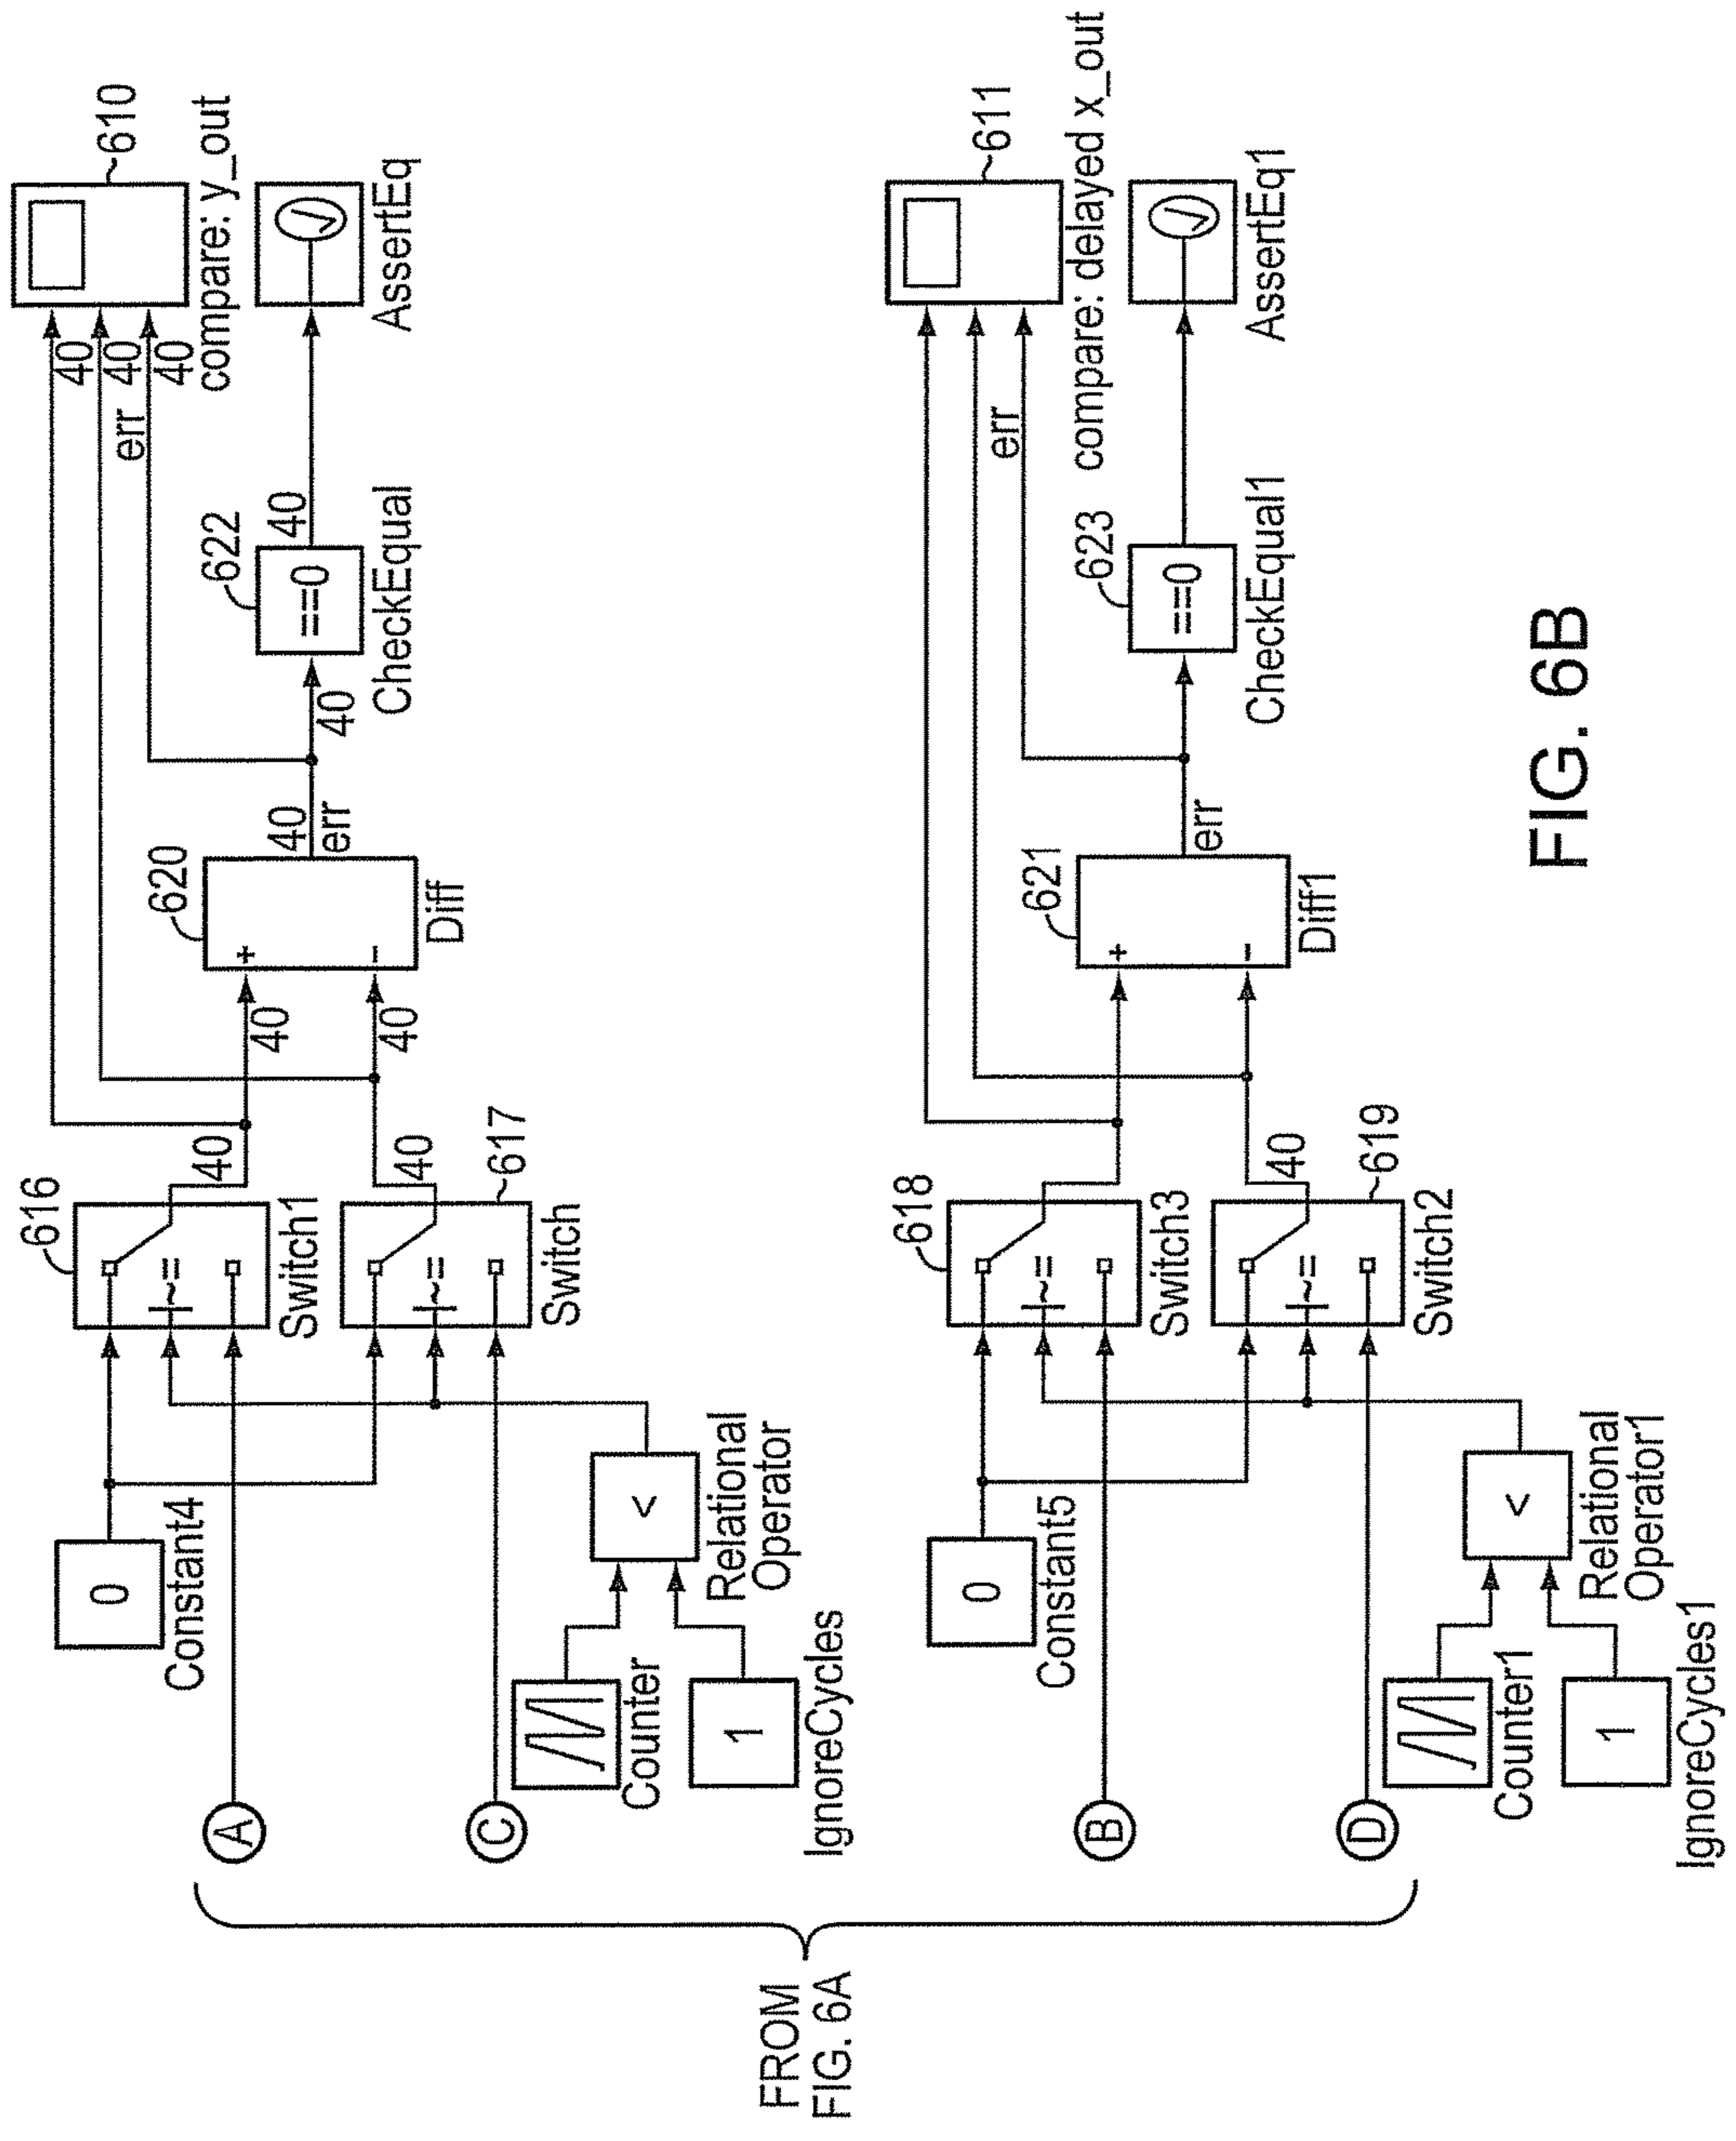 FROM
FIG. 6A
A
C
B
D
0
Constant4
Counter
1
IgnoreCycles
<
Relational
Operator
616
~=
Switch1
40
617
~=
Switch
40
40
40
620
+
−
Diff
40
err
40
622
==0
CheckEqual
40
err
40
40
40
610
compare: y_out
AssertEq
0
Constant5
Counter1
1
IgnoreCycles1
<
Relational
Operator1
618
~=
Switch3
619
~=
Switch2
40
621
+
−
Diff1
err
623
==0
CheckEqual1
err
611
compare: delayed x_out
AssertEq1
FIG. 6B